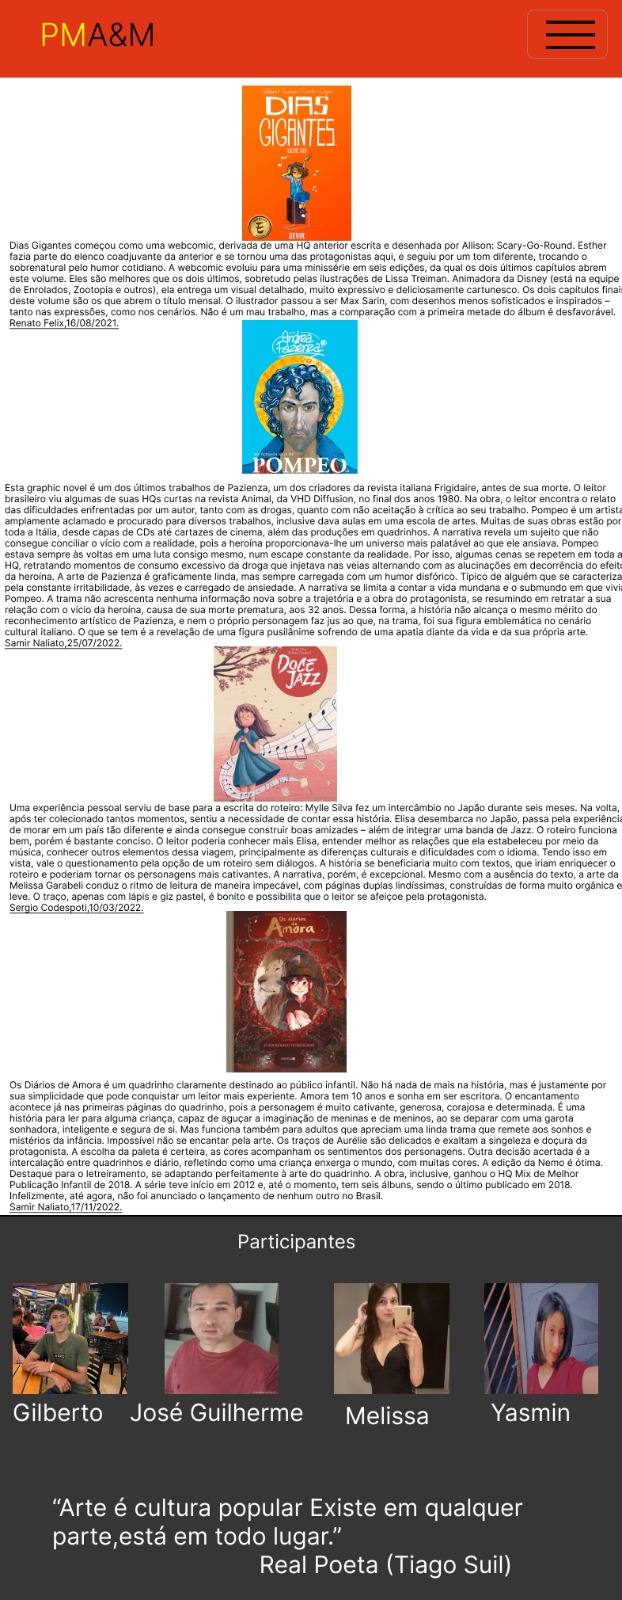 PMA&M
DIAS
GIGANTES
DEVIR
Dias Gigantes começou como uma webcomic, derivada de uma HQ anterior escrita e desenhada por Allison: Scary-Go-Round. Esther
fazia parte do elenco coadjuvante da anterior e se tornou uma das protagonistas aqui, e seguiu por um tom diferente, trocando o
sobrenatural pelo humor cotidiano. A webcomic evoluiu para uma minissérie em seis edições, da qual os dois últimos capítulos abrem
este volume. Eles são melhores que os dois últimos, sobretudo pelas ilustrações de Lissa Treiman. Animadora da Disney (está na equipe
de Enrolados, Zootopia e outros), ela entrega um visual detalhado, muito expressivo e deliciosamente cartunesco. Os dois capítulos finais
deste volume são os que abrem o título mensal. O ilustrador passou a ser Max Sarin, com desenhos menos sofisticados e inspirados –
tanto nas expressões, como nos cenários. Não é um mau trabalho, mas a comparação com a primeira metade do álbum é desfavorável.
Renato Felix,16/08/2021.
Andrea
Pazienza
POMPEO
Esta graphic novel é um dos últimos trabalhos de Pazienza, um dos criadores da revista italiana Frigidaire, antes de sua morte. O leitor
brasileiro viu algumas de suas HQs curtas na revista Animal, da VHD Diffusion, no final dos anos 1980. Na obra, o leitor encontra o relato
das dificuldades enfrentadas por um autor, tanto com as drogas, quanto com não aceitação à crítica ao seu trabalho. Pompeo é um artista
amplamente aclamado e procurado para diversos trabalhos, inclusive dava aulas em uma escola de artes. Muitas de suas obras estão por
toda a Itália, desde capas de CDs até cartazes de cinema, além das produções em quadrinhos. A narrativa revela um sujeito que não
consegue conciliar o vício com a realidade, pois a heroína proporcionava-lhe um universo mais palatável ao que ele ansiava. Pompeo
estava sempre às voltas em uma luta consigo mesmo, num escape constante da realidade. Por isso, algumas cenas se repetem em toda a
HQ, retratando momentos de consumo excessivo da droga que injetava nas veias alternando com as alucinações em decorrência do efeito
da heroína. A arte de Pazienza é graficamente linda, mas sempre carregada com um humor disfórico. Típico de alguém que se caracteriza
pela constante irritabilidade, às vezes e carregado de ansiedade. A narrativa se limita a contar a vida mundana e o submundo em que vivia
Pompeo. A trama não acrescenta nenhuma informação nova sobre a trajetória e a obra do protagonista, se resumindo em retratar a sua
relação com o vício da heroína, causa de sua morte prematura, aos 32 anos. Dessa forma, a história não alcança o mesmo mérito do
reconhecimento artístico de Pazienza, e nem o próprio personagem faz jus ao que, na trama, foi sua figura emblemática no cenário
cultural italiano. O que se tem é a revelação de uma figura pusilânime sofrendo de uma apatia diante da vida e da sua própria arte.
Samir Naliato,25/07/2022.
DOCE
JAZZ
Uma experiência pessoal serviu de base para a escrita do roteiro: Mylle Silva fez um intercâmbio no Japão durante seis meses. Na volta,
após ter colecionado tantos momentos, sentiu a necessidade de contar essa história. Elisa desembarca no Japão, passa pela experiência
de morar em um país tão diferente e ainda consegue construir boas amizades – além de integrar uma banda de Jazz. O roteiro funciona
bem, porém é bastante conciso. O leitor poderia conhecer mais Elisa, entender melhor as relações que ela estabeleceu por meio da
música, conhecer outros elementos dessa viagem, principalmente as diferenças culturais e dificuldades com o idioma. Tendo isso em
vista, vale o questionamento pela opção de um roteiro sem diálogos. A história se beneficiaria muito com textos, que iriam enriquecer o
roteiro e poderiam tornar os personagens mais cativantes. A narrativa, porém, é excepcional. Mesmo com a ausência do texto, a arte da
Melissa Garabeli conduz o ritmo de leitura de maneira impecável, com páginas duplas lindíssimas, construídas de forma muito orgânica e
leve. O traço, apenas com lápis e giz pastel, é bonito e possibilita que o leitor se afeiçoe pela protagonista.
Sergio Codespoti,10/03/2022.
Os diários
de
Amora
Os Diários de Amora é um quadrinho claramente destinado ao público infantil. Não há nada de mais na história, mas é justamente por
sua simplicidade que pode conquistar um leitor mais experiente. Amora tem 10 anos e sonha em ser escritora. O encantamento
acontece já nas primeiras páginas do quadrinho, pois a personagem é muito cativante, generosa, corajosa e determinada. É uma
história para ler para alguma criança, capaz de aguçar a imaginação de meninas e de meninos, ao se deparar com uma garota
sonhadora, inteligente e segura de si. Mas funciona também para adultos que apreciam uma linda trama que remete aos sonhos e
mistérios da infância. Impossível não se encantar pela arte. Os traços de Aurélie são delicados e exaltam a singeleza e doçura da
protagonista. A escolha da paleta é certeira, as cores acompanham os sentimentos dos personagens. Outra decisão acertada é a
intercalação entre quadrinhos e diário, refletindo como uma criança enxerga o mundo, com muitas cores. A edição da Nemo é ótima.
Destaque para o letreiramento, se adaptando perfeitamente à arte do quadrinho. A obra, inclusive, ganhou o HQ Mix de Melhor
Publicação Infantil de 2018. A série teve início em 2012 e, até o momento, tem seis álbuns, sendo o último publicado em 2018.
Infelizmente, até agora, não foi anunciado o lançamento de nenhum outro no Brasil.
Samir Naliato,17/11/2022.
Participantes
Gilberto
José Guilherme
Melissa
Yasmin
“Arte é cultura popular Existe em qualquer
parte,está em todo lugar.”
Real Poeta (Tiago Suil)